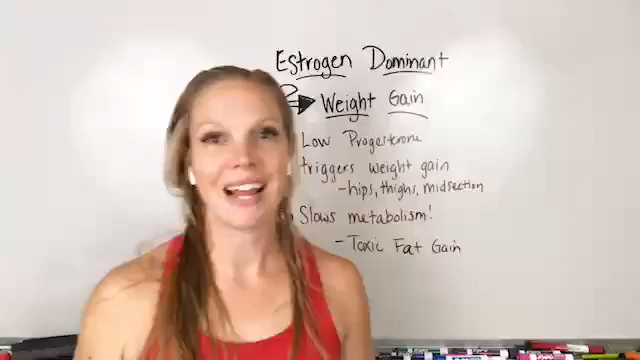 Estrogen Dominant
Weight Gain
Low Progesterone
triggers weight gain
- hips, thighs, midsection
Slows metabolism!
- Toxic Fat Gain